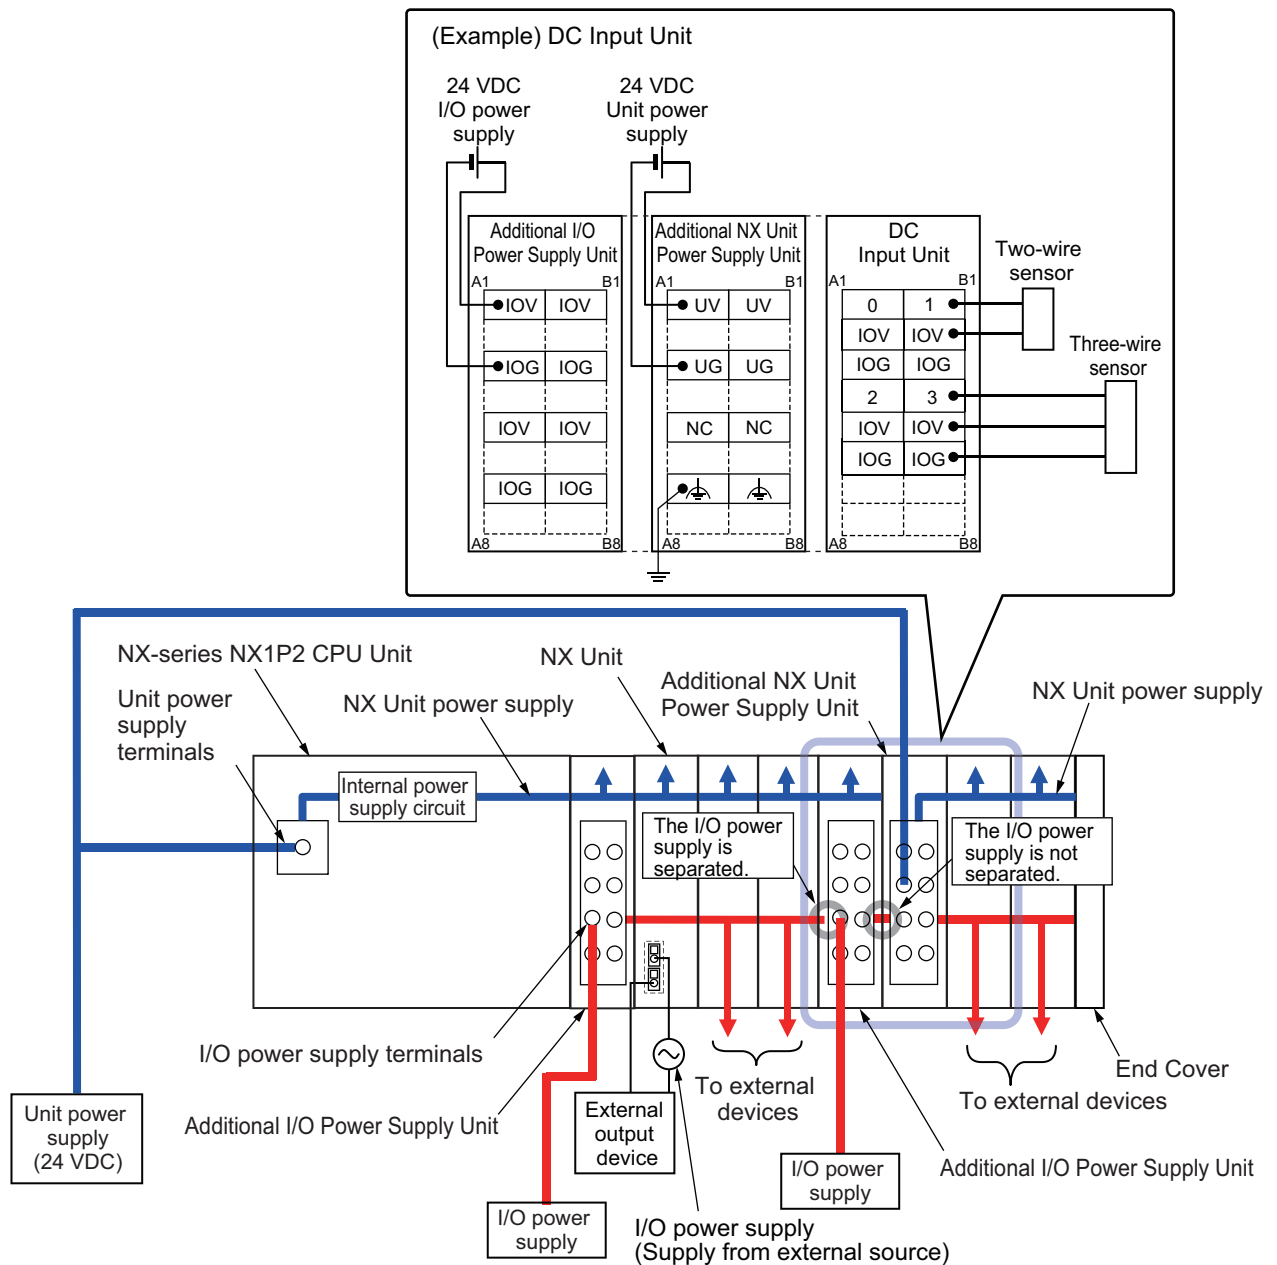 (Example) DC Input Unit
24 VDC
I/O power
supply
24 VDC
Unit power
supply
Additional I/O
Power Supply Unit
A1
B1
IOV
IOV
IOG
IOG
IOV
IOV
IOG
IOG
A8
B8
Additional NX Unit
Power Supply Unit
A1
B1
UV
UV
UG
UG
NC
NC
A8
B8
DC
Input Unit
A1
B1
0
1
IOV
IOV
IOG
IOG
2
3
IOV
IOV
IOG
IOG
A8
B8
Two-wire
sensor
Three-wire
sensor
NX-series NX1P2 CPU Unit
Unit power
supply
terminals
NX Unit power supply
NX Unit
Additional NX Unit
Power Supply Unit
NX Unit power supply
Internal power
supply circuit
The I/O power
supply is
separated.
The I/O power
supply is not
separated.
I/O power supply terminals
Additional I/O Power Supply Unit
To external
devices
End Cover
To external devices
Unit power
supply
(24 VDC)
External
output
device
I/O power
supply
Additional I/O Power Supply Unit
I/O power
supply
I/O power supply
(Supply from external source)